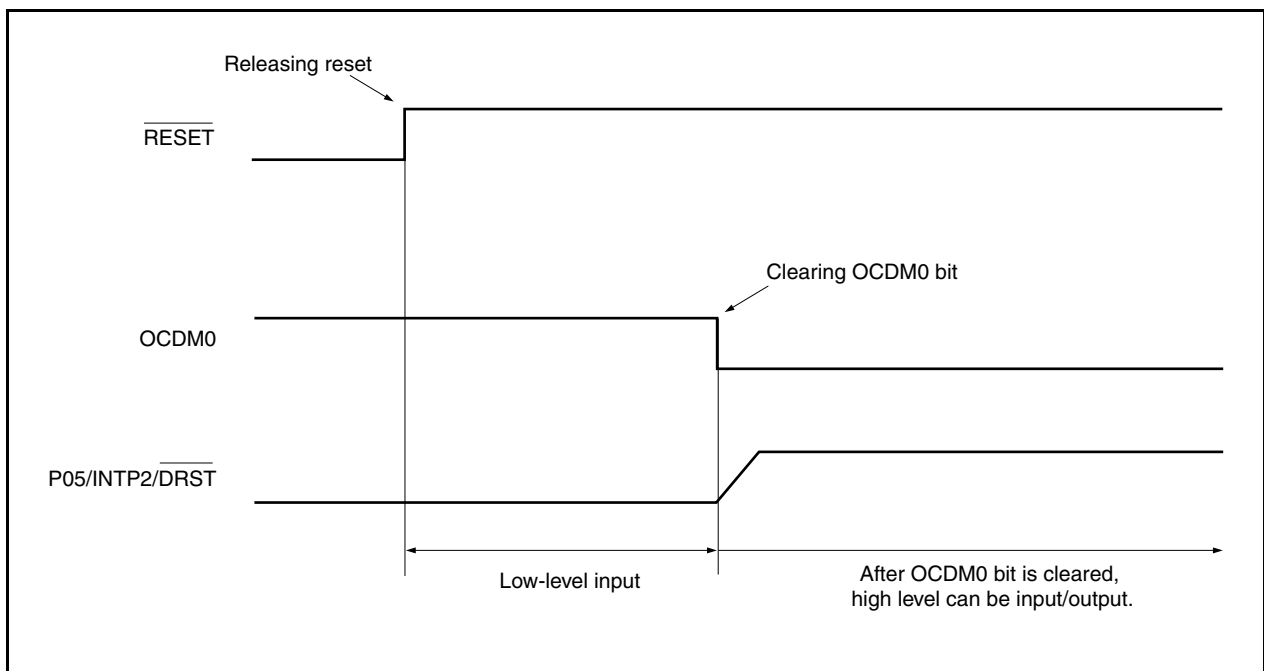 Releasing reset
RESET
Clearing OCDM0 bit
OCDM0
P05/INTP2/DRST
Low-level input
After OCDM0 bit is cleared,
high level can be input/output.